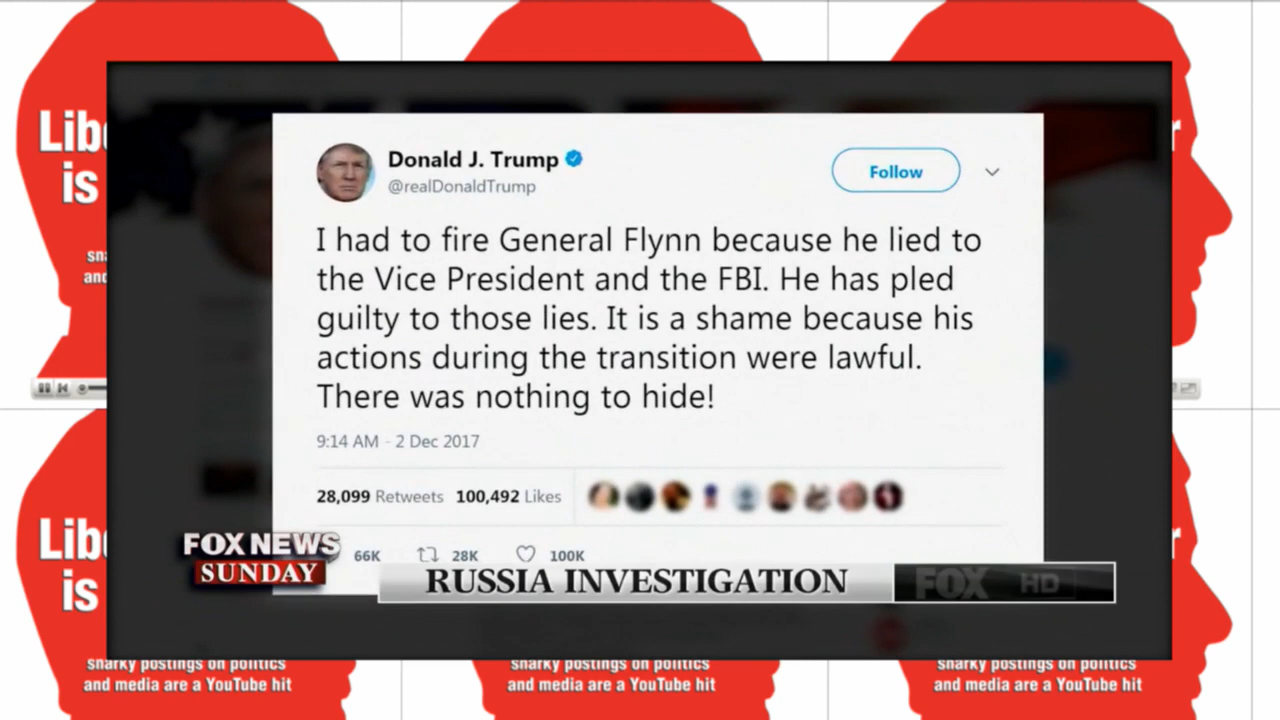 Donald J. Trump
@realDonaldTrump
Follow
I had to fire General Flynn because he lied to
the Vice President and the FBI. He has pled
guilty to those lies. It is a shame because his
actions during the transition were lawful.
There was nothing to hide!
9:14 AM - 2 Dec 2017
28,099 Retweets 100,492 Likes
66K 28K 100K
FOX NEWS
SUNDAY
RUSSIA INVESTIGATION
FOX HD
is
is
snarky postings on politics
and media are a YouTube hit
snarky postings on politics
and media are a YouTube hit
snarky postings on politics
and media are a YouTube hit